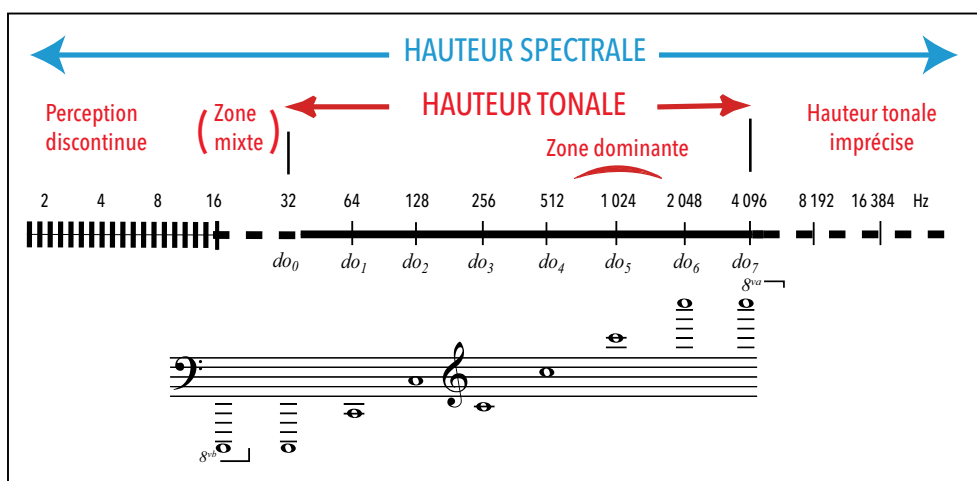 HAUTEUR SPECTRALE
HAUTEUR TONALE
Perception
discontinue
( Zone
mixte )
Zone dominante
Hauteur tonale
imprécise
2 4 8 16 32 64 128 256 512 1 024 2 048 4 096 8 192 16 384 Hz
do0 do1 do2 do3 do4 do5 do6 do7
8va
8vb